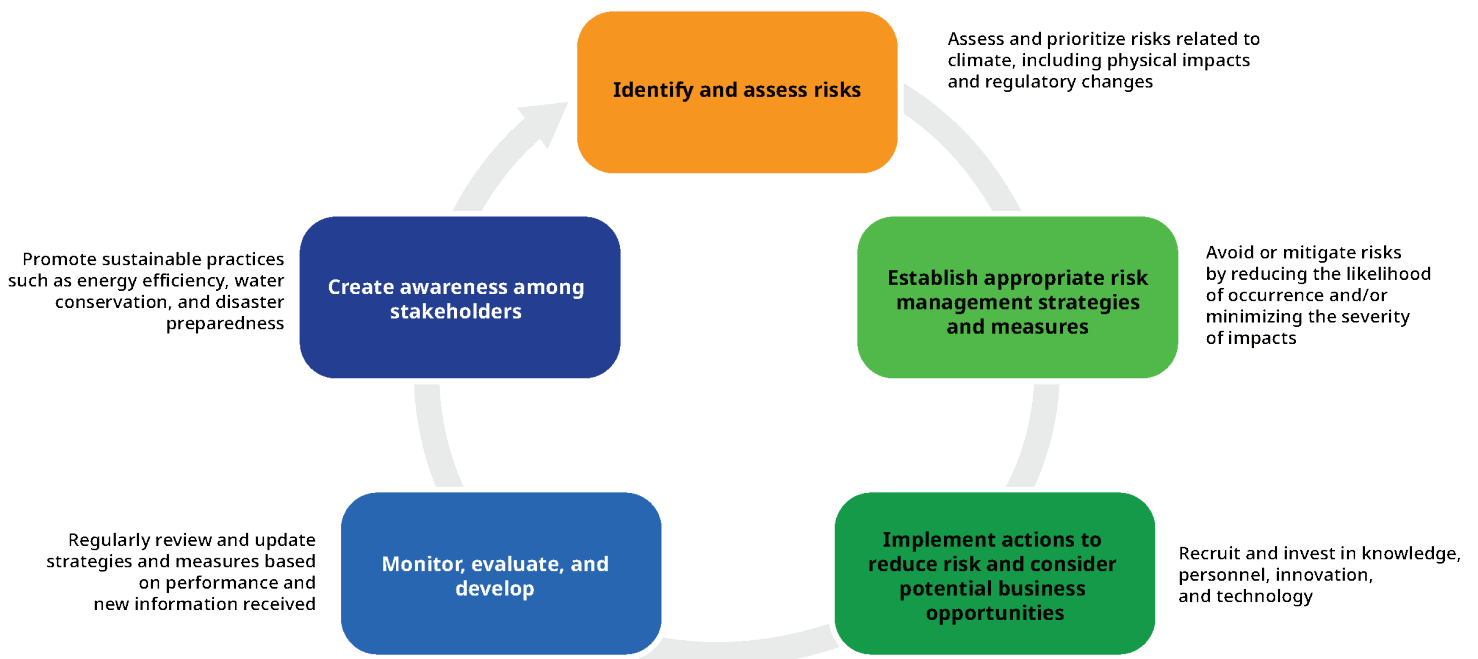 Identify and assess risks
Assess and prioritize risks related to
climate, including physical impacts
and regulatory changes
Establish appropriate risk
management strategies
and measures
Avoid or mitigate risks
by reducing the likelihood
of occurrence and/or
minimizing the severity
of impacts
Implement actions to
reduce risk and consider
potential business
opportunities
Recruit and invest in knowledge,
personnel, innovation,
and technology
Monitor, evaluate, and
develop
Regularly review and update
strategies and measures based
on performance and
new information received
Create awareness among
stakeholders
Promote sustainable practices
such as energy efficiency, water
conservation, and disaster
preparedness